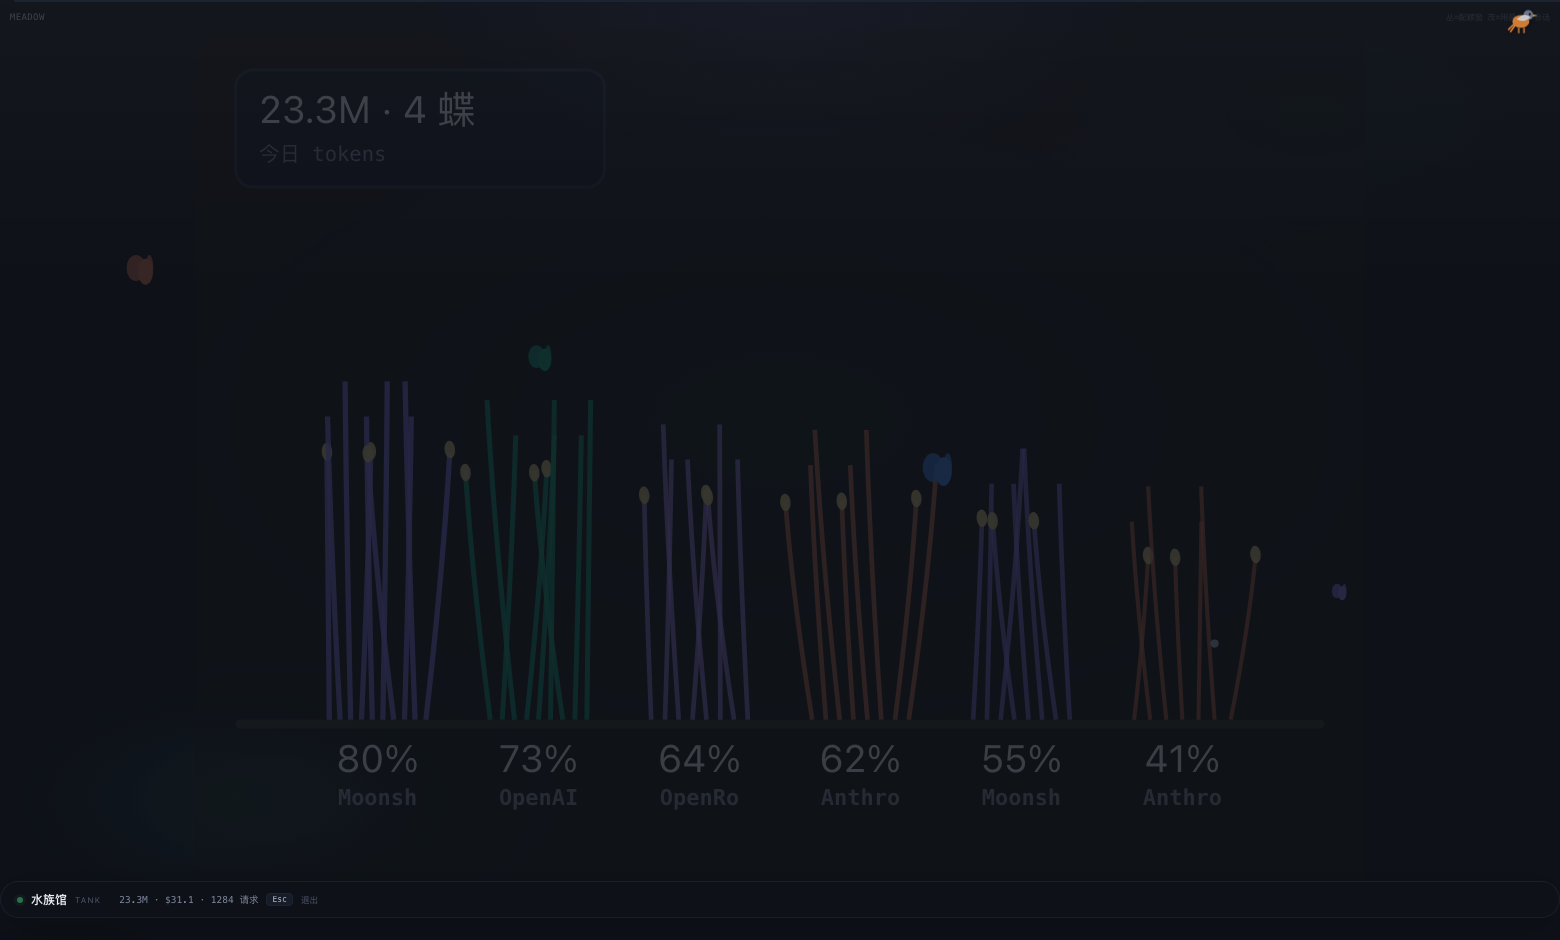 MEADOW
23.3M · 4 蝶
今日 tokens
80% 73% 64% 62% 55% 41%
Moonsh OpenAI OpenRo Anthro Moonsh Anthro
水族馆 TANK 23.3M · $31.1 · 1284 请求 Esc 退出